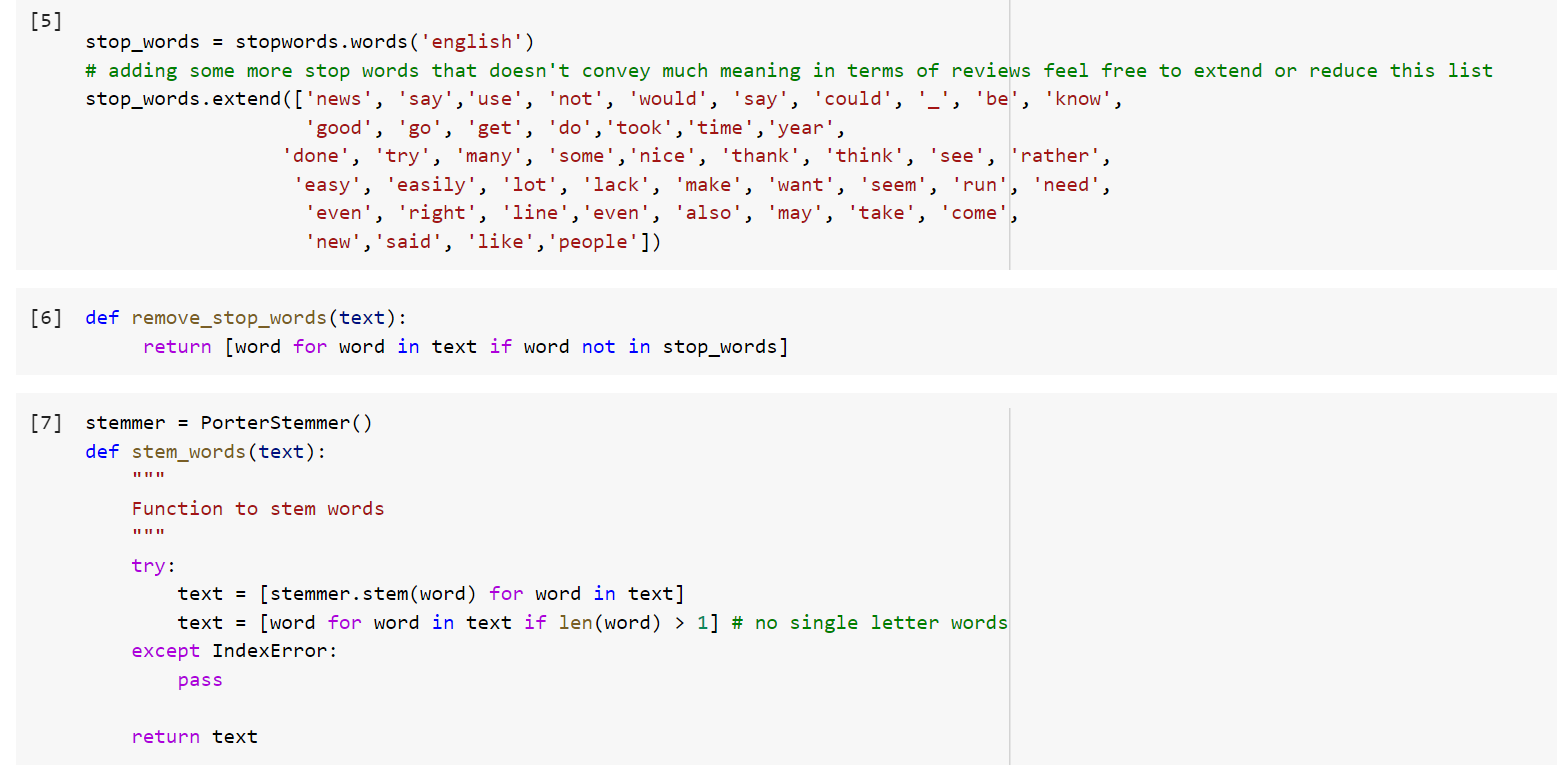 [5]
stop_words = stopwords.words('english')
# adding some more stop words that doesn't convey much meaning in terms of reviews feel free to extend or reduce this list
stop_words.extend(['news', 'say','use', 'not', 'would', 'say', 'could', '_', 'be', 'know',
'good', 'go', 'get', 'do','took','time','year',
'done', 'try', 'many', 'some','nice', 'thank', 'think', 'see', 'rather',
'easy', 'easily', 'lot', 'lack', 'make', 'want', 'seem', 'run', 'need',
'even', 'right', 'line','even', 'also', 'may', 'take', 'come',
'new','said', 'like','people'])
[6] def remove_stop_words(text):
return [word for word in text if word not in stop_words]
[7] stemmer = PorterStemmer()
def stem_words(text):
"""
Function to stem words
"""
try:
text = [stemmer.stem(word) for word in text]
text = [word for word in text if len(word) > 1] # no single letter words
except IndexError:
pass
return text